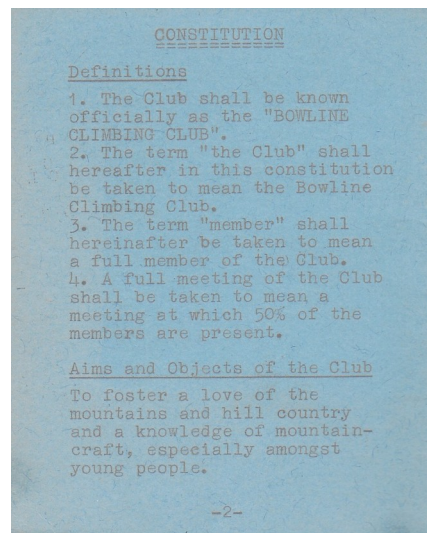 CONSTITUTION
Definitions
1. The Club shall be known
officially as the "BOWLINE
CLIMBING CLUB".
2. The term "the Club" shall
hereafter in this constitution
be taken to mean the Bowline
Climbing Club.
3. The term "member" shall
hereinafter be taken to mean
a full member of the Club.
4. A full meeting of the Club
shall be taken to mean a
meeting at which 50% of the
members are present.
Aims and Objects of the Club
To foster a love of the
mountains and hill country
and a knowledge of mountain-
craft, especially amongst
young people.
-2-